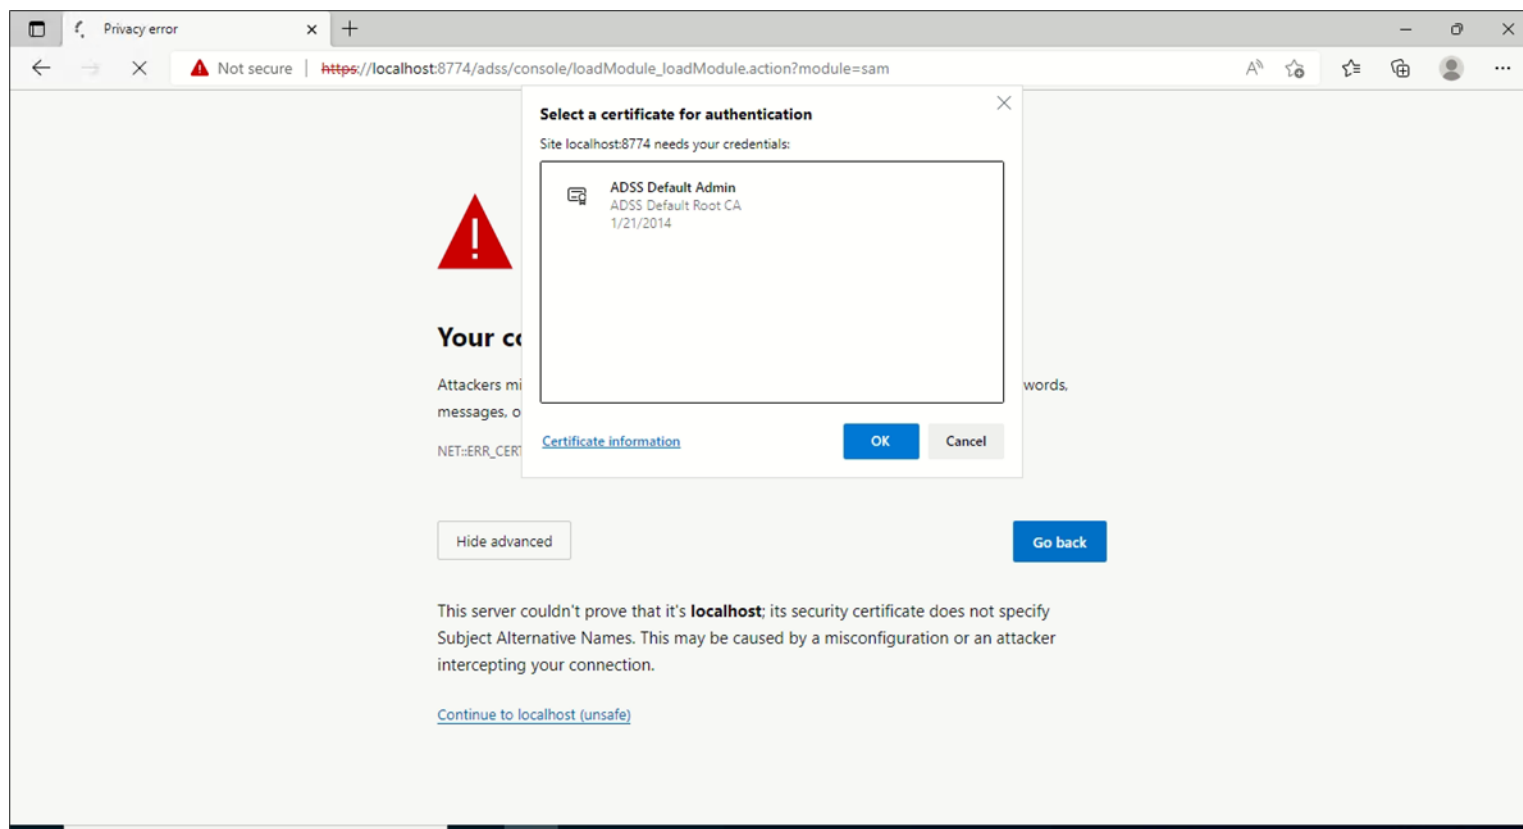 Privacy error
Not secure https://localhost:8774/adss/console/loadModule_loadModule.action?module=sam
Select a certificate for authentication
Site localhost:8774 needs your credentials:
ADSS Default Admin
ADSS Default Root CA
1/21/2014
Your co
Attackers mi words,
messages, o
Certificate information OK Cancel
NET::ERR_CERT
Hide advanced Go back
This server couldn't prove that it's localhost; its security certificate does not specify
Subject Alternative Names. This may be caused by a misconfiguration or an attacker
intercepting your connection.
Continue to localhost (unsafe)